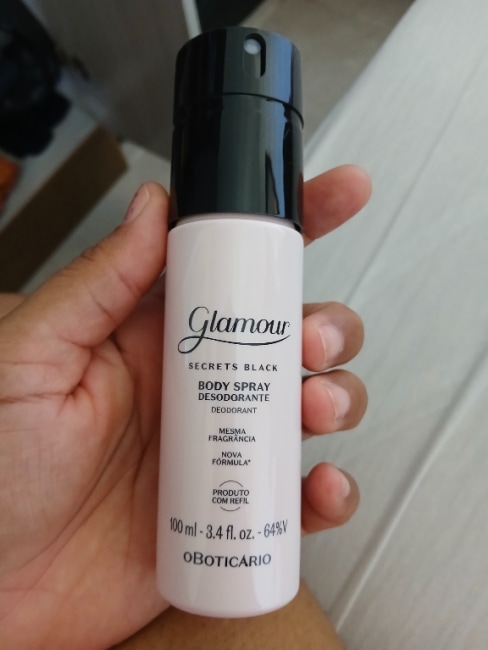 Glamour
SECRETS BLACK
BODY SPRAY
DESODORANTE
DEODORANT
MESMA
FRAGRÂNCIA
NOVA
FÓRMULA*
PRODUTO
COM REFIL
100 ml - 3.4 fl. oz. - 64%V
oBOTICÁRIO